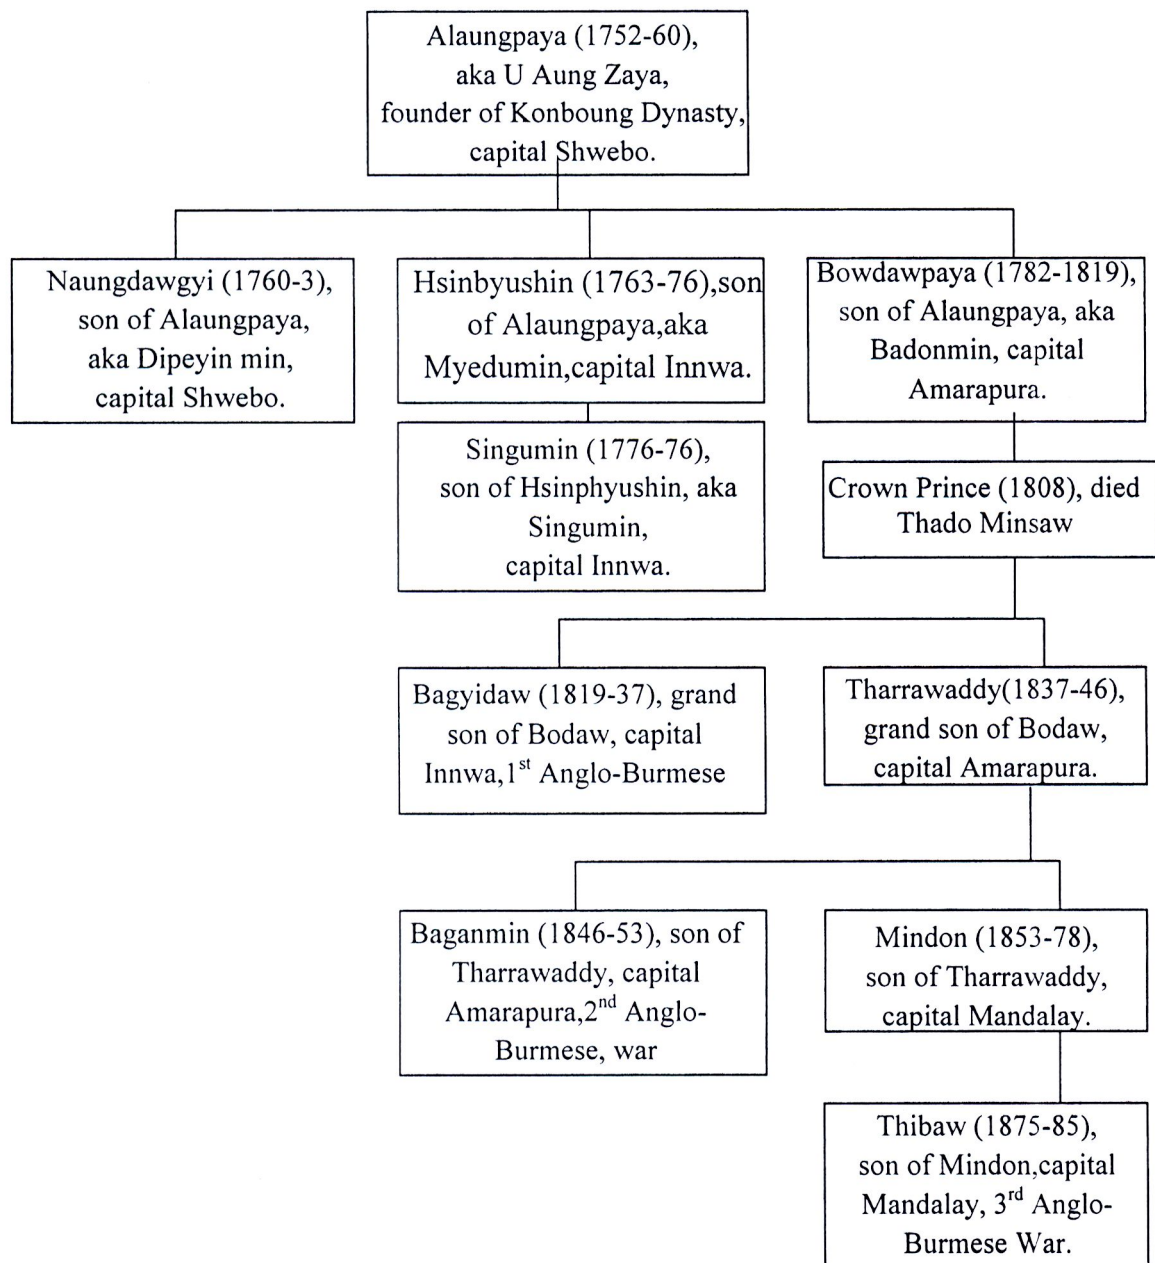 Alaungpaya (1752-60),
aka U Aung Zaya,
founder of Konboung Dynasty,
capital Shwebo.
Naungdawgyi (1760-3),
son of Alaungpaya,
aka Dipeyin min,
capital Shwebo.
Hsinbyushin (1763-76),son
of Alaungpaya,aka
Myedumin,capital Innwa.
Bowdawpaya (1782-1819),
son of Alaungpaya, aka
Badonmin, capital
Amarapura.
Singumin (1776-76),
son of Hsinphyushin, aka
Singumin,
capital Innwa.
Crown Prince (1808), died
Thado Minsaw
Bagyidaw (1819-37), grand
son of Bodaw, capital
Innwa,1st Anglo-Burmese
Tharrawaddy(1837-46),
grand son of Bodaw,
capital Amarapura.
Baganmin (1846-53), son of
Tharrawaddy, capital
Amarapura,2nd Anglo-
Burmese, war
Mindon (1853-78),
son of Tharrawaddy,
capital Mandalay.
Thibaw (1875-85),
son of Mindon,capital
Mandalay, 3rd Anglo-
Burmese War.